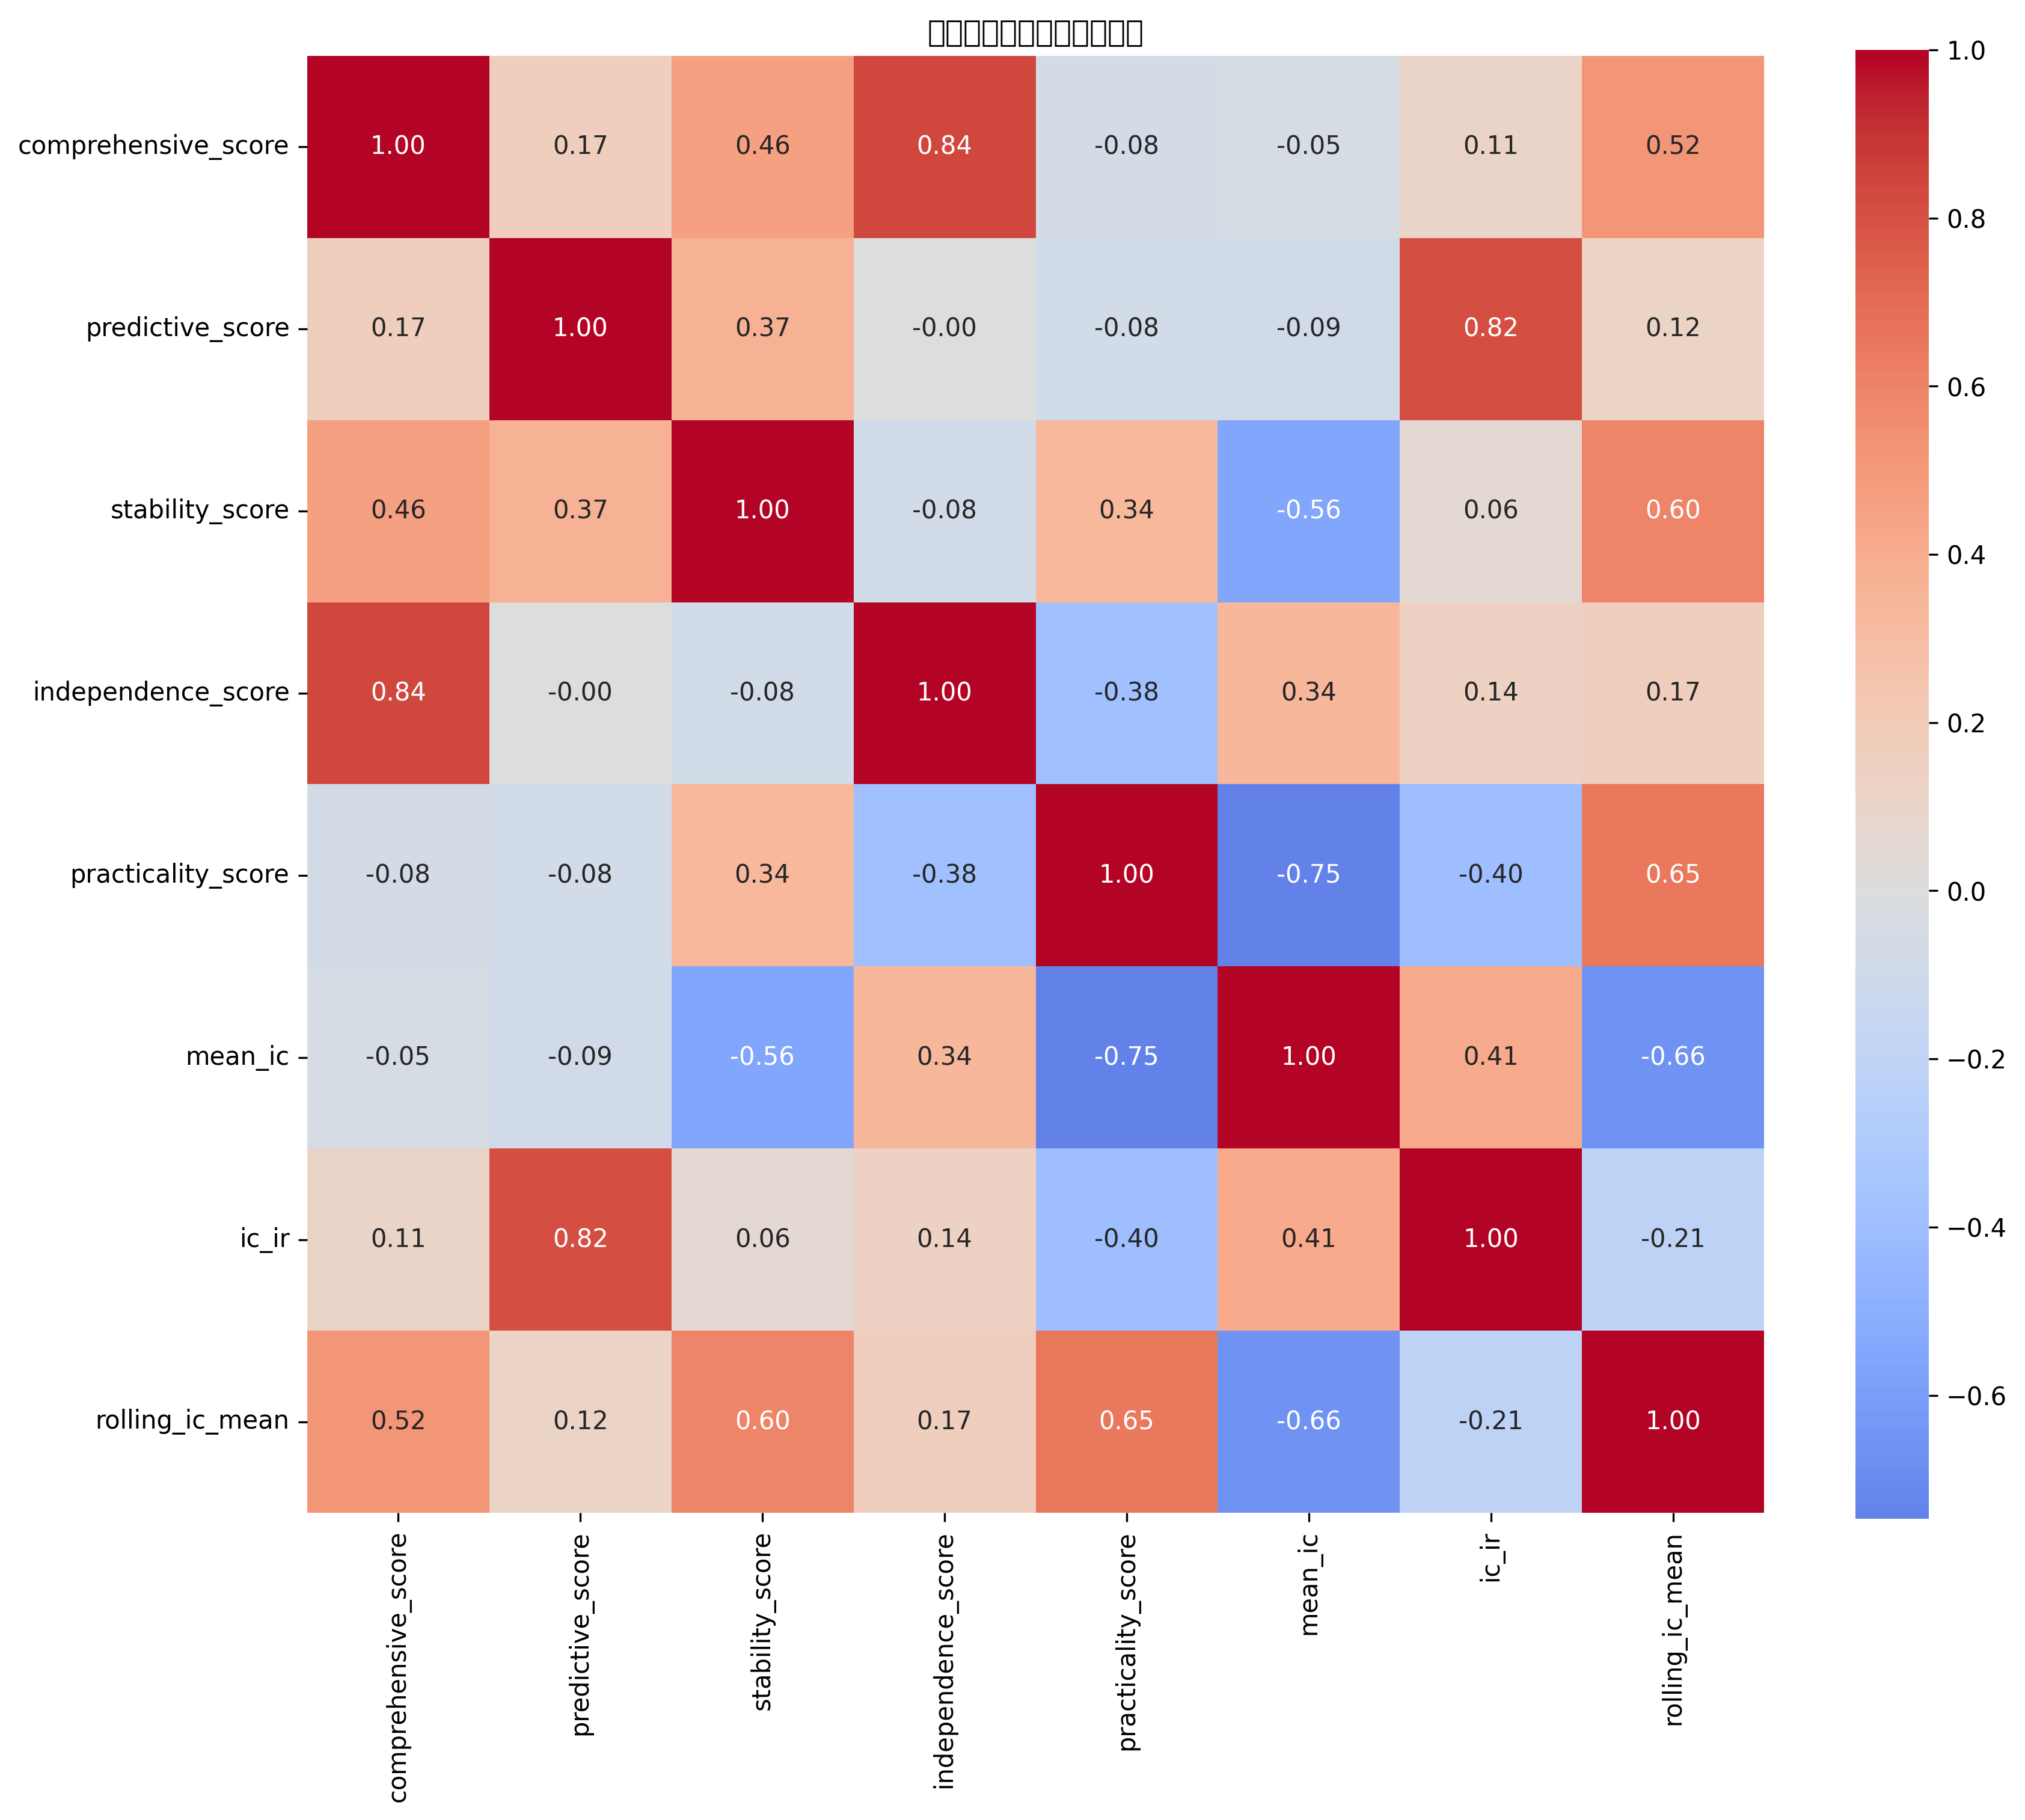 comprehensive_score 1.00 0.17 0.46 0.84 -0.08 -0.05 0.11 0.52
predictive_score 0.17 1.00 0.37 -0.00 -0.08 -0.09 0.82 0.12
stability_score 0.46 0.37 1.00 -0.08 0.34 -0.56 0.06 0.60
independence_score 0.84 -0.00 -0.08 1.00 -0.38 0.34 0.14 0.17
practicality_score -0.08 -0.08 0.34 -0.38 1.00 -0.75 -0.40 0.65
mean_ic -0.05 -0.09 -0.56 0.34 -0.75 1.00 0.41 -0.66
ic_ir 0.11 0.82 0.06 0.14 -0.40 0.41 1.00 -0.21
rolling_ic_mean 0.52 0.12 0.60 0.17 0.65 -0.66 -0.21 1.00
comprehensive_score
predictive_score
stability_score
independence_score
practicality_score
mean_ic
ic_ir
rolling_ic_mean
1.0
0.8
0.6
0.4
0.2
0.0
−0.2
−0.4
−0.6